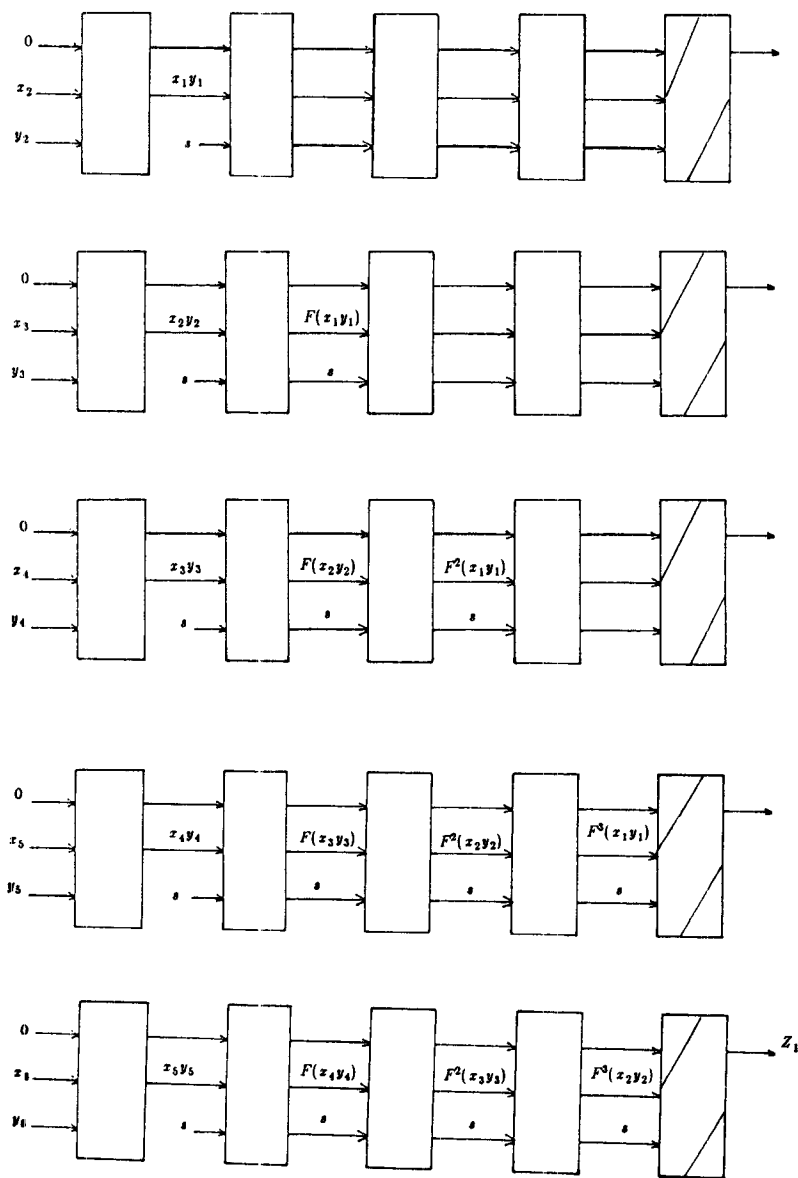 0
x₂ x₁y₁
y₂ s
0
x₃ x₂y₂ F(x₁y₁)
y₃ s s
0
x₄ x₃y₃ F(x₂y₂) F²(x₁y₁)
y₄ s s s
0
x₅ x₄y₄ F(x₃y₃) F²(x₂y₂) F³(x₁y₁)
y₅ s s s s
0 Z₁
x₆ x₅y₅ F(x₄y₄) F²(x₃y₃) F³(x₂y₂)
y₆ s s s s